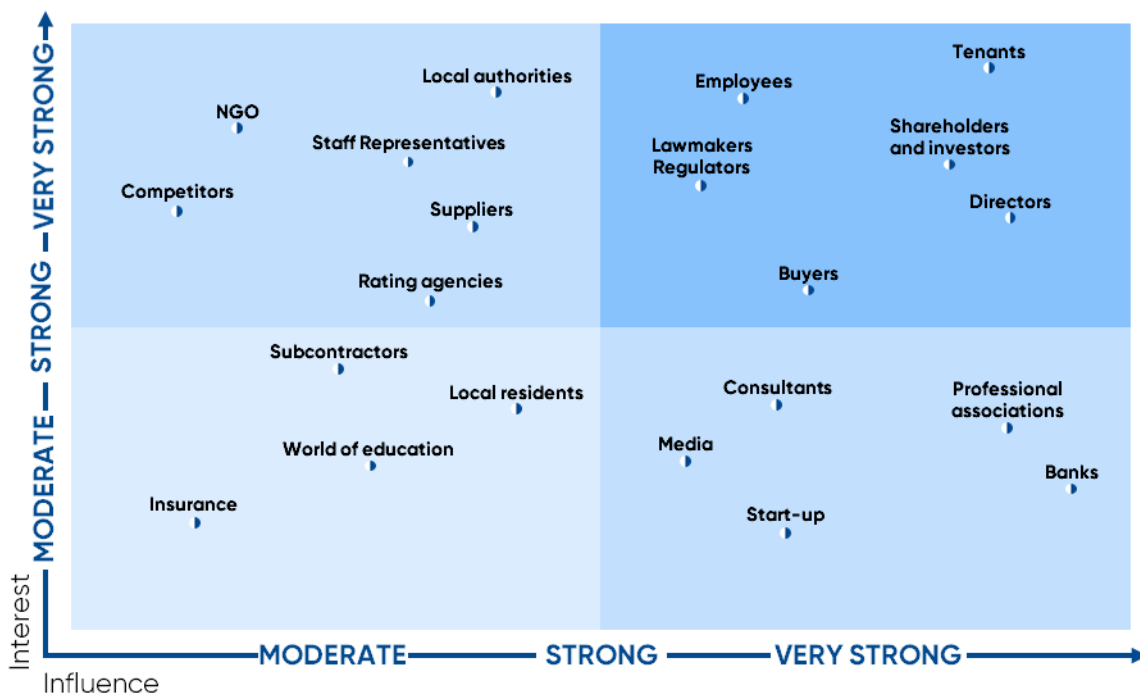 Tenants
Local authorities
Employees
NGO
Shareholders
and investors
Staff Representatives
Lawmakers
Regulators
Competitors
Suppliers
Directors
Rating agencies
Buyers
Subcontractors
Local residents
Consultants
Professional
associations
World of education
Media
Banks
Insurance
Start-up
VERY STRONG
STRONG
MODERATE
Interest
MODERATE
STRONG
VERY STRONG
Influence